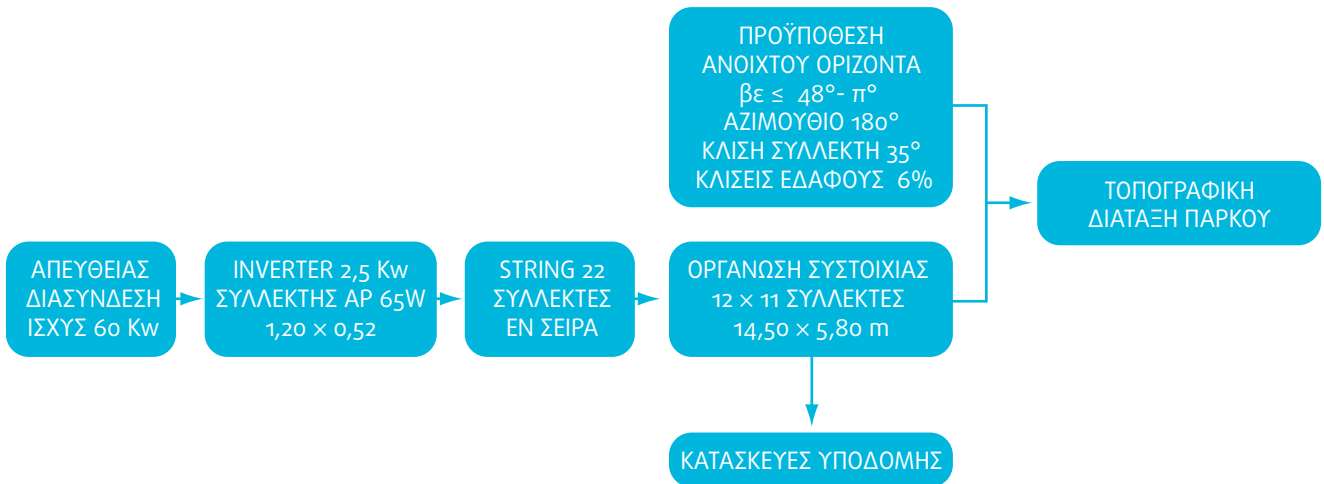 ΠΡΟΫΠΟΘΕΣΗ
ΑΝΟΙΧΤΟΥ ΟΡΙΖΟΝΤΑ
βε ≤ 48°- π°
ΑΖΙΜΟΥΘΙΟ 180°
ΚΛΙΣΗ ΣΥΛΛΕΚΤΗ 35°
ΚΛΙΣΕΙΣ ΕΔΑΦΟΥΣ 6%
ΤΟΠΟΓΡΑΦΙΚΗ
ΔΙΑΤΑΞΗ ΠΑΡΚΟΥ
ΑΠΕΥΘΕΙΑΣ
ΔΙΑΣΥΝΔΕΣΗ
ΙΣΧΥΣ 60 Kw
INVERTER 2,5 Kw
ΣΥΛΛΕΚΤΗΣ AP 65W
1,20 × 0,52
STRING 22
ΣΥΛΛΕΚΤΕΣ
ΕΝ ΣΕΙΡΑ
ΟΡΓΑΝΩΣΗ ΣΥΣΤΟΙΧΙΑΣ
12 × 11 ΣΥΛΛΕΚΤΕΣ
14,50 × 5,80 m
ΚΑΤΑΣΚΕΥΕΣ ΥΠΟΔΟΜΗΣ